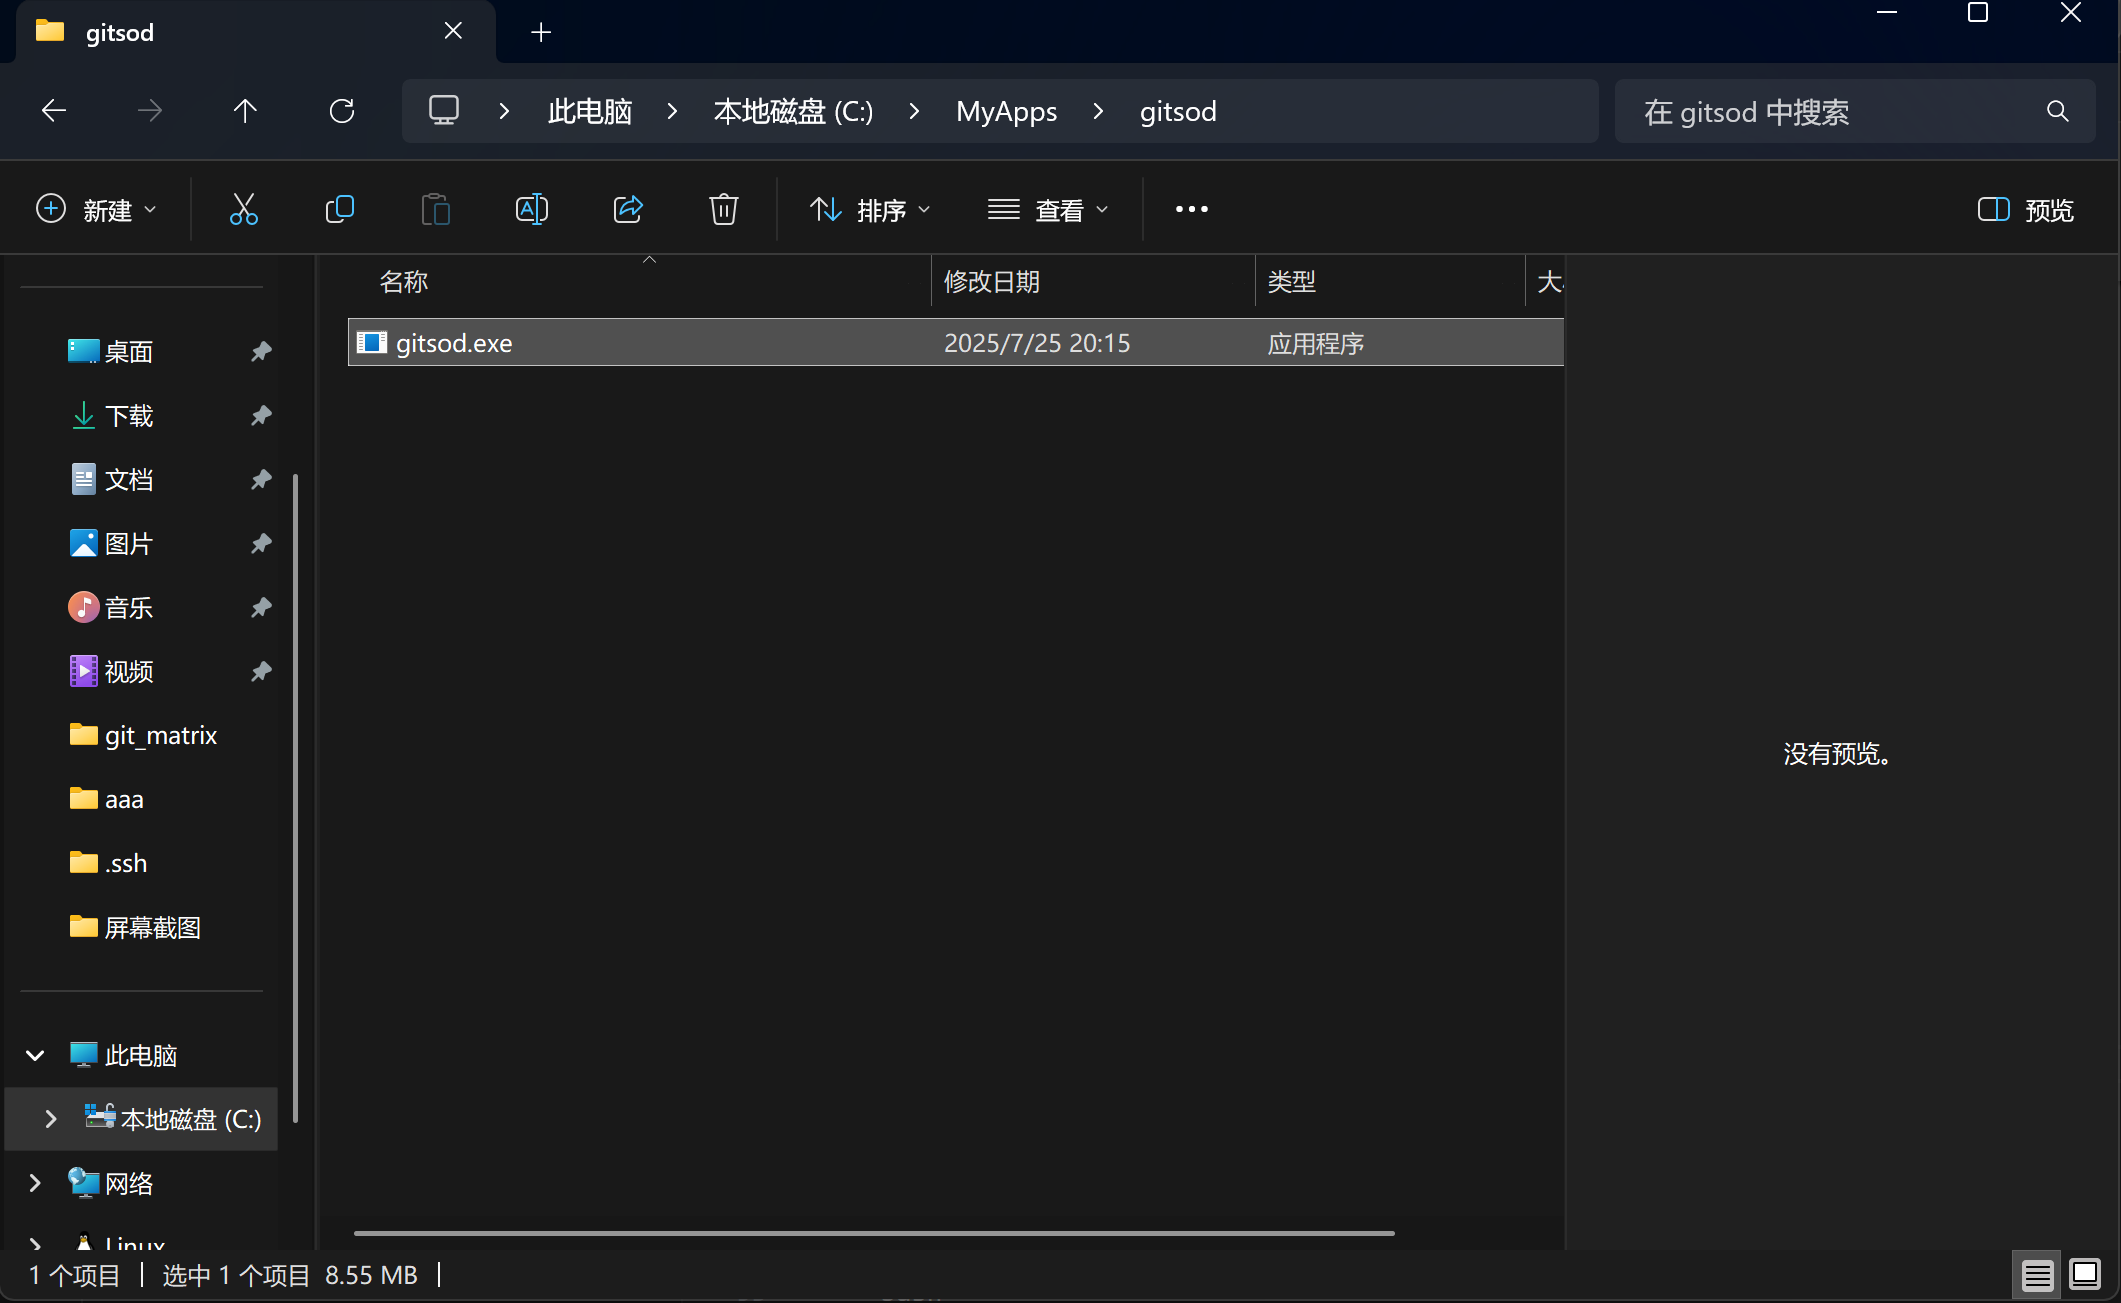 gitsod
此电脑 本地磁盘 (C:) MyApps gitsod
在 gitsod 中搜索
新建 排序 查看 预览
名称 修改日期 类型 大
gitsod.exe 2025/7/25 20:15 应用程序
桌面
下载
文档
图片
音乐
视频
git_matrix
aaa
.ssh
屏幕截图
此电脑
本地磁盘 (C:)
网络
Linux
没有预览。
1 个项目 选中 1 个项目 8.55 MB